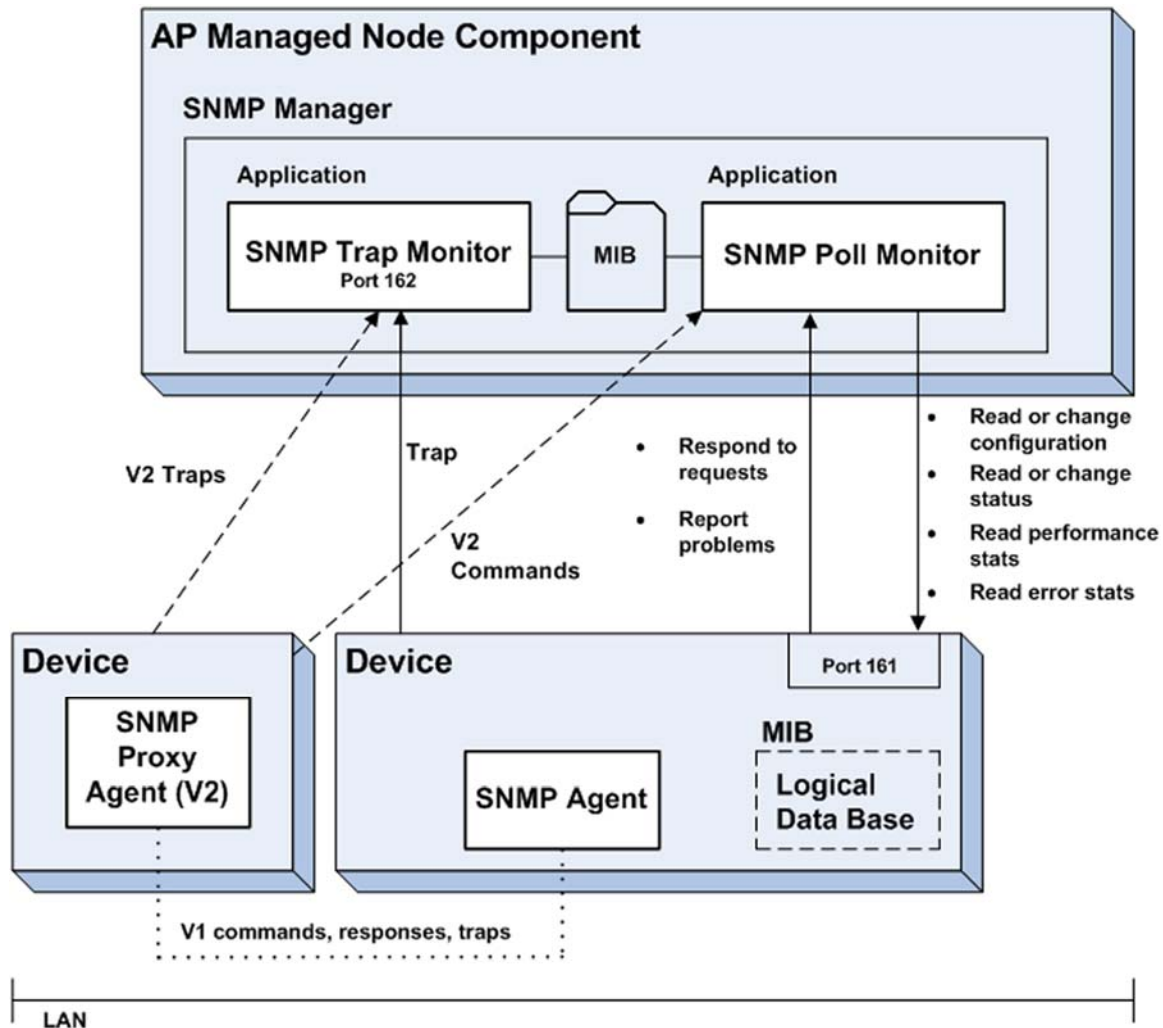 AP Managed Node Component
SNMP Manager
Application
SNMP Trap Monitor
Port 162
MIB
Application
SNMP Poll Monitor
V2 Traps
Trap
V2
Commands
• Respond to
requests
• Report
problems
• Read or change
configuration
• Read or change
status
• Read performance
stats
• Read error stats
Device
SNMP
Proxy
Agent (V2)
Device
Port 161
SNMP Agent
MIB
Logical
Data Base
V1 commands, responses, traps
LAN